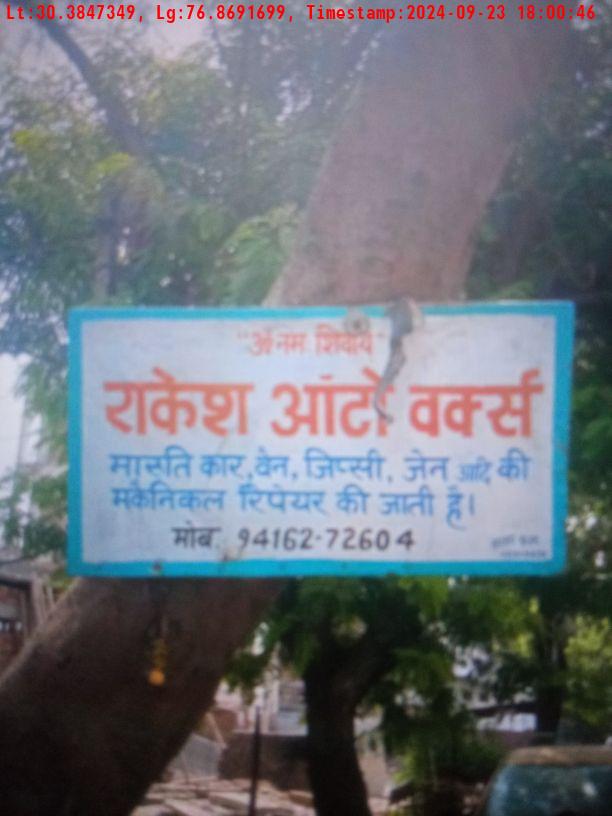 Lt:30.3847349, Lg:76.8691699, Timestamp:2024-09-23 18:00:46
"ॐ नमः शिवाय"
राकेश ऑटो वर्क्स
मारूति कार, वेन, जिप्सी, जेन आदि की
मकैनिकल रिपेयर की जाती है।
मोब. 94162-72604